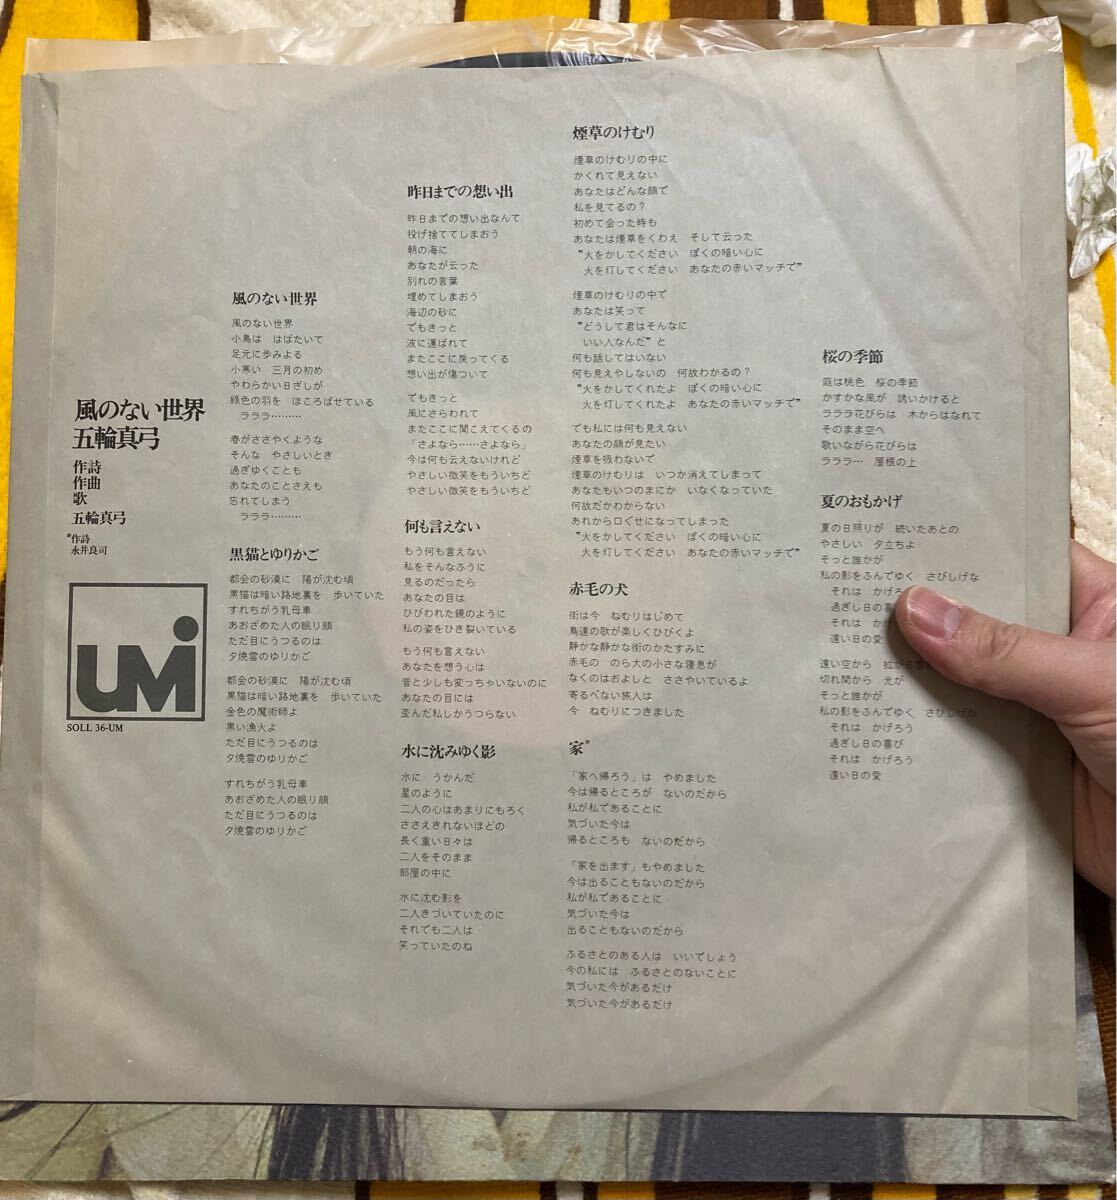 風のない世界
五輪真弓
作詩
作曲
歌
五輪真弓
*作詩
永井良司
UMI
SOLL 36-UM
風のない世界
風のない世界
小鳥は　はばたいて
足元に歩みよる
小寒い　三月の初め
やわらかい日ざしが
緑色の羽を　ほころばせている
ラララ………
春がささやくような
そんな　やさしいとき
過ぎゆくことも
あなたのことさえも
忘れてしまう
ラララ………
黒猫とゆりかご
都会の砂漠に　陽が沈む頃
黒猫は暗い路地裏を　歩いていた
すれちがう乳母車
あおざめた人の眠り顔
ただ目にうつるのは
夕焼雲のゆりかご
都会の砂漠に　陽が沈む頃
黒猫は暗い路地裏を　歩いていた
金色の魔術師よ
黒い漁火よ
ただ目にうつるのは
夕焼雲のゆりかご
すれちがう乳母車
あおざめた人の眠り顔
ただ目にうつるのは
夕焼雲のゆりかご
昨日までの想い出
昨日までの想い出なんて
投げ捨ててしまおう
朝の海に
あなたが云った
別れの言葉
埋めてしまおう
海辺の砂に
でもきっと
波に運ばれて
またここに戻ってくる
想い出が傷ついて
でもきっと
風にさらわれて
またここに聞こえてくるの
「さよなら……さよなら」
今は何も云えないけれど
やさしい微笑をもういちど
やさしい微笑をもういちど
何も言えない
もう何も言えない
私をそんなふうに
見るのだったら
あなたの目は
ひびわれた鏡のように
私の姿をひき裂いている
もう何も言えない
あなたを想う心は
昔と少しも変っちゃいないのに
あなたの目には
歪んだ私しかうつらない
水に沈みゆく影
水に　うかんだ
星のように
二人の心はあまりにもろく
ささえきれないほどの
長く重い日々は
二人をそのまま
部屋の中に
水に沈む影を
二人きづいていたのに
それでも二人は
笑っていたのね
煙草のけむり
煙草のけむりの中に
かくれて見えない
あなたはどんな顔で
私を見てるの？
初めて会った時も
あなたは煙草をくわえ　そして云った
"火をかしてください　ぼくの暗い心に
火を灯してください　あなたの赤いマッチで"
煙草のけむりの中で
あなたは笑って
"どうして君はそんなに
いい人なんだ"と
何も話してはいない
何も見えやしないの　何故わかるの？
"火をかしてくれたよ　ぼくの暗い心に
火を灯してくれたよ　あなたの赤いマッチで"
でも私には何も見えない
あなたの顔が見たい
煙草を吸わないで
煙草のけむりは　いつか消えてしまって
あなたもいつのまにか　いなくなっていた
何故だかわからない
あれから口ぐせになってしまった
"火をかしてください　ぼくの暗い心に
火を灯してください　あなたの赤いマッチで"
赤毛の犬
街は今　ねむりはじめて
鳥達の歌が楽しくひびくよ
静かな静かな街のかたすみに
赤毛の　のら犬の小さな寝息が
なくのはおよしと　ささやいているよ
寄るべない旅人は
今　ねむりにつきました
家*
「家へ帰ろう」は　やめました
今は帰るところが　ないのだから
私が私であることに
気づいた今は
帰るところも　ないのだから
「家を出ます」もやめました
今は出ることもないのだから
私が私であることに
気づいた今は
出ることもないのだから
ふるさとのある人は　いいでしょう
今の私には　ふるさとのないことに
気づいた今があるだけ
気づいた今があるだけ
桜の季節
庭は桃色　桜の季節
かすかな風が　誘いかけると
ラララ花びらは　木からはなれて
そのまま空へ
歌いながら花びらは
ラララ…　屋根の上
夏のおもかげ
夏の日照りが　続いたあとの
やさしい　夕立ちよ
そっと誰かが
私の影をふんでゆく　さびしげな
それは　かげろ
過ぎし日の喜
それは　かげ
遠い日の愛
遠い空から　拡がる
切れ間から　光が
そっと誰かが
私の影をふんでゆく　さびしげな
それは　かげろう
過ぎし日の喜び
それは　かげろう
遠い日の愛